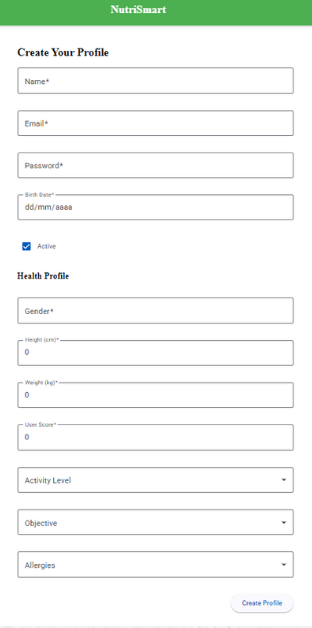 NutriSmart
Create Your Profile
Name*
Email*
Password*
Birth Date*
dd/mm/aaaa
Active
Health Profile
Gender*
Height (cm)*
0
Weight (kg)*
0
User Score*
0
Activity Level
Objective
Allergies
Create Profile